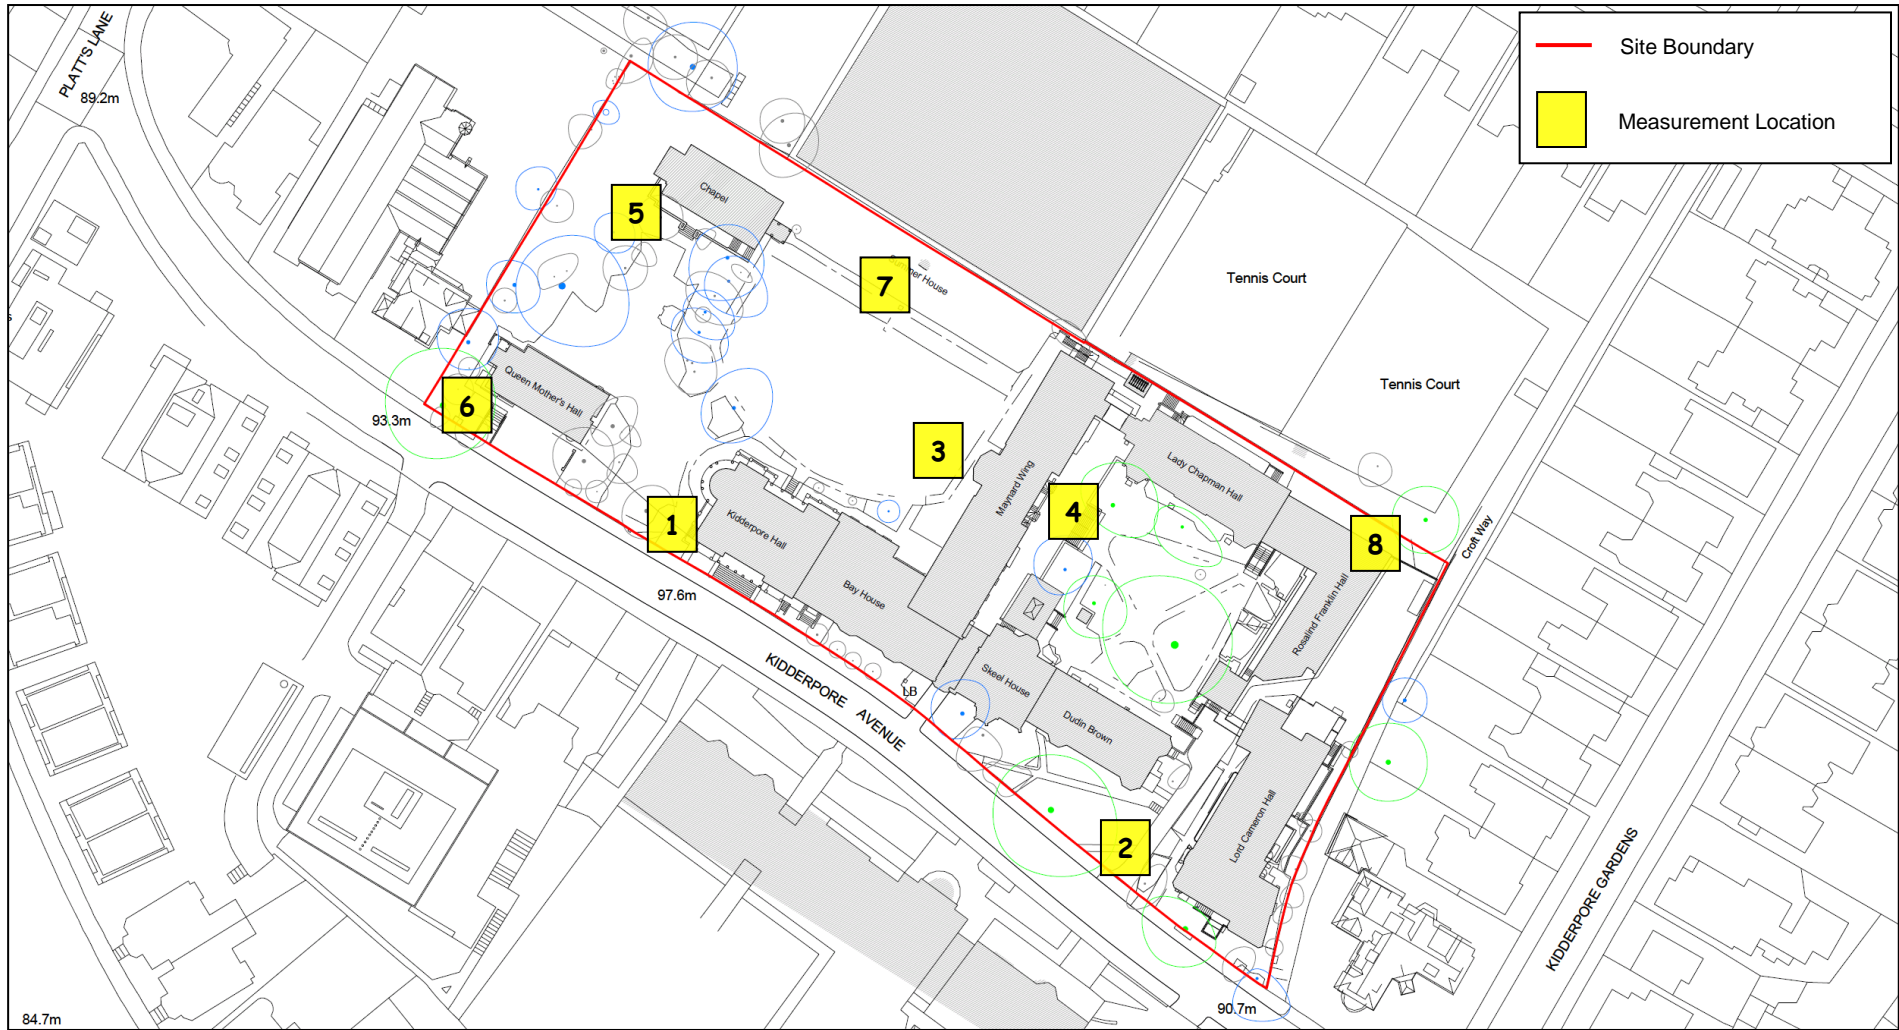 PLATT'S LANE
89.2m
Site Boundary
Measurement Location
Chapel
5
7
House
Tennis Court
Tennis Court
Queen Mother's Hall
6
93.3m
3
Maynard Wing
Lady Chapman Hall
4
1
Kidderpore Hall
8
Croft Way
Bay House
97.6m
Rosalind Franklin Hall
KIDDERPORE AVENUE
LB
Skeel House
Dudin Brown
2
Lord Cameron Hall
KIDDERPORE GARDENS
84.7m
90.7m